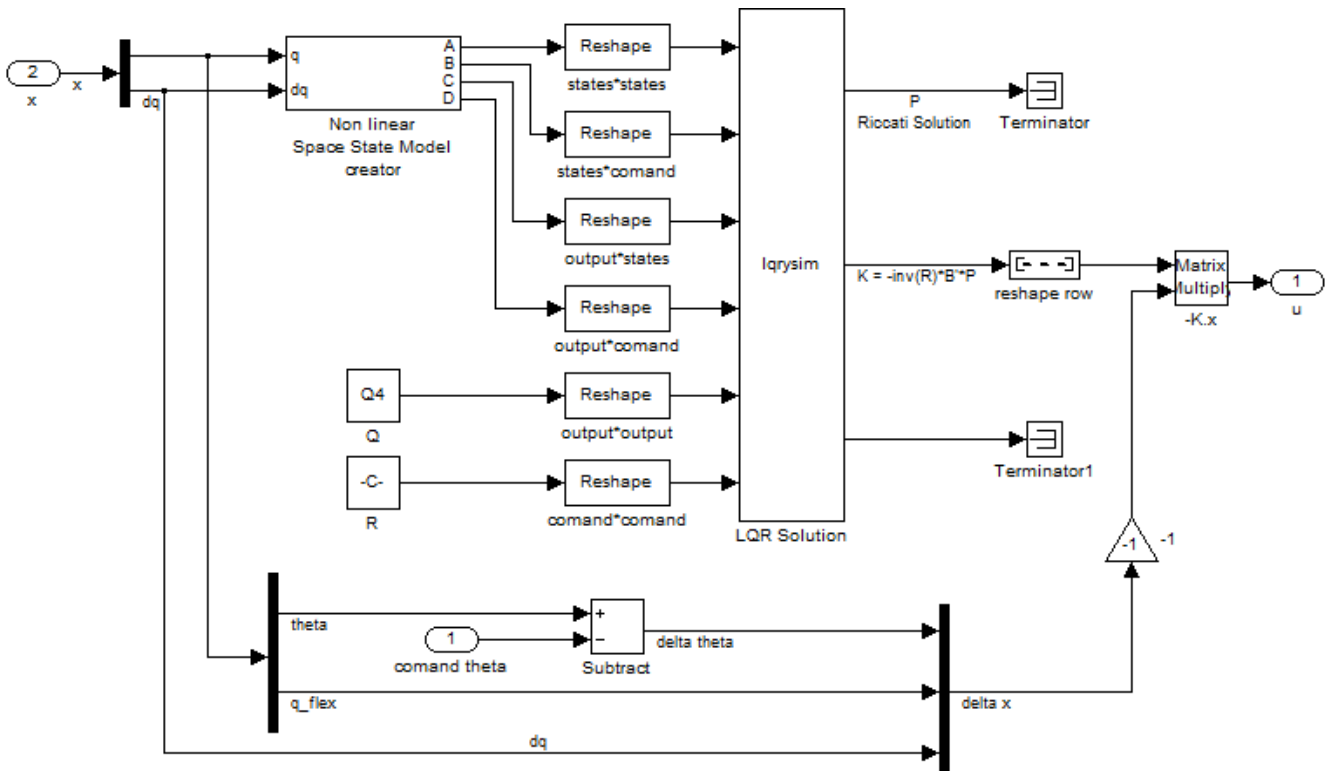 2
x
x
dq
q
dq
A
B
C
D
Non linear
Space State Model
creator
Reshape
states*states
Reshape
states*comand
Reshape
output*states
Reshape
output*comand
Q4
Q
Reshape
output*output
-C-
R
Reshape
comand*comand
lqrysim
LQR Solution
P
Riccati Solution
Terminator
K = -inv(R)*B'*P
reshape row
Matrix
Multiply
-K.x
1
u
Terminator1
-1
-1
theta
1
comand theta
+
−
Subtract
delta theta
q_flex
dq
delta x